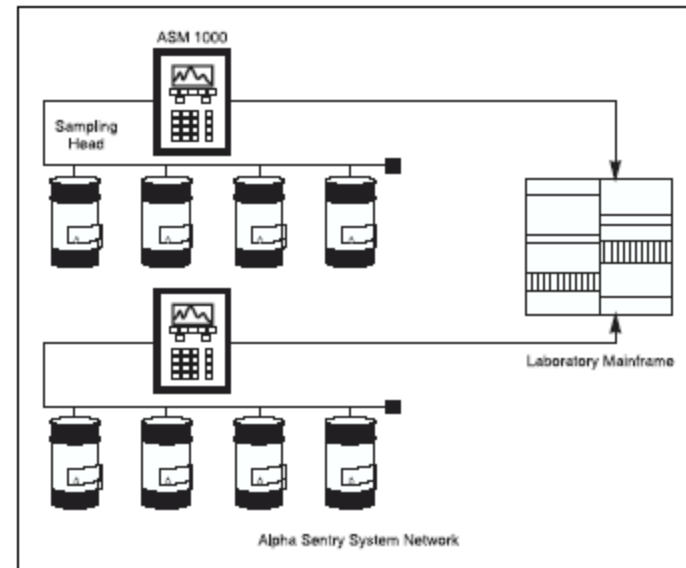 ASM 1000
Sampling
Head
Laboratory Mainframe
Alpha Sentry System Network